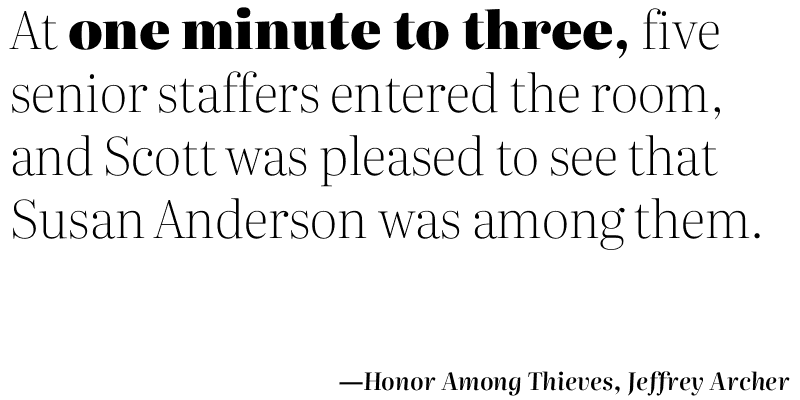 At one minute to three, five
senior staffers entered the room,
and Scott was pleased to see that
Susan Anderson was among them.
—Honor Among Thieves, Jeffrey Archer